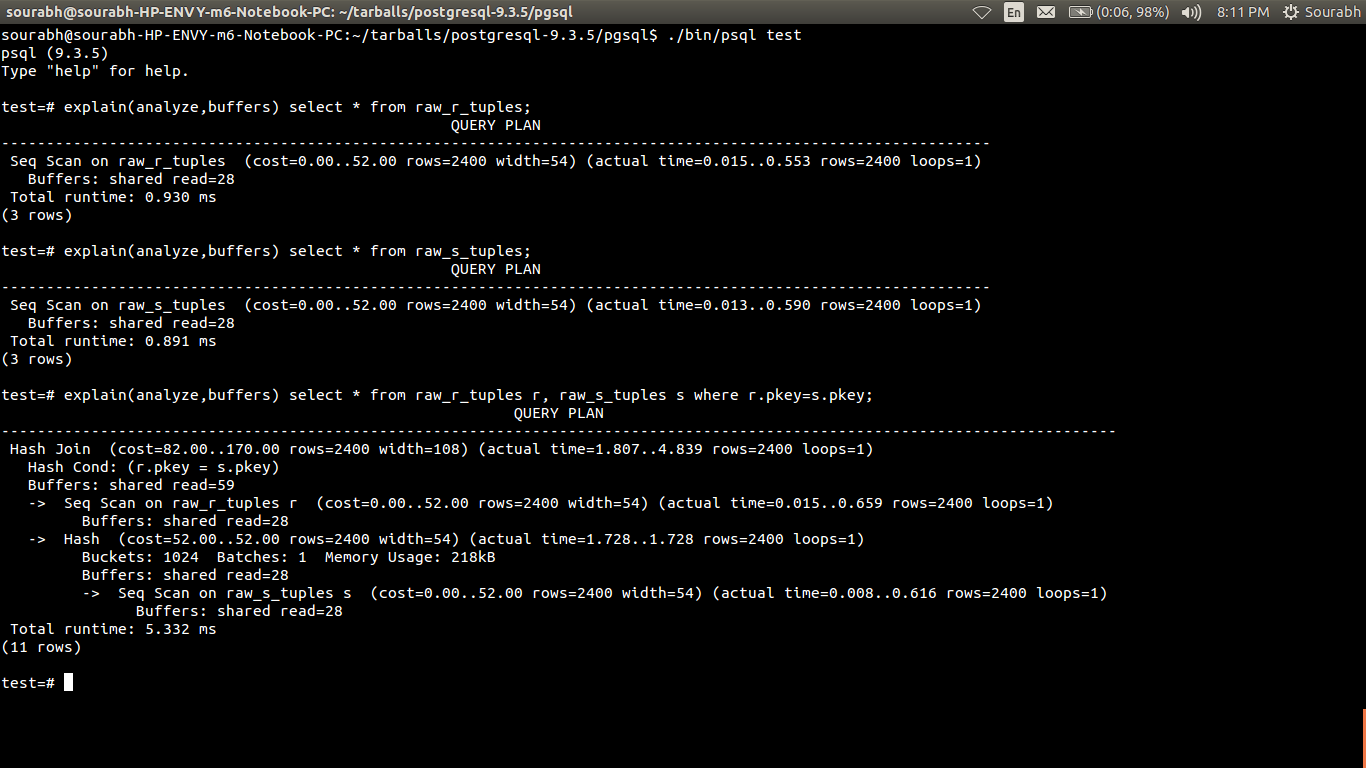 sourabh@sourabh-HP-ENVY-m6-Notebook-PC: ~/tarballs/postgresql-9.3.5/pgsql En (0:06, 98%) 8:11 PM Sourabh
sourabh@sourabh-HP-ENVY-m6-Notebook-PC:~/tarballs/postgresql-9.3.5/pgsql$ ./bin/psql test
psql (9.3.5)
Type "help" for help.
test=# explain(analyze,buffers) select * from raw_r_tuples;
QUERY PLAN
--------------------------------------------------------------------------------------------------------------
Seq Scan on raw_r_tuples  (cost=0.00..52.00 rows=2400 width=54) (actual time=0.015..0.553 rows=2400 loops=1)
Buffers: shared read=28
Total runtime: 0.930 ms
(3 rows)
test=# explain(analyze,buffers) select * from raw_s_tuples;
QUERY PLAN
--------------------------------------------------------------------------------------------------------------
Seq Scan on raw_s_tuples  (cost=0.00..52.00 rows=2400 width=54) (actual time=0.013..0.590 rows=2400 loops=1)
Buffers: shared read=28
Total runtime: 0.891 ms
(3 rows)
test=# explain(analyze,buffers) select * from raw_r_tuples r, raw_s_tuples s where r.pkey=s.pkey;
QUERY PLAN
----------------------------------------------------------------------------------------------------------------------------
Hash Join  (cost=82.00..170.00 rows=2400 width=108) (actual time=1.807..4.839 rows=2400 loops=1)
Hash Cond: (r.pkey = s.pkey)
Buffers: shared read=59
->  Seq Scan on raw_r_tuples r  (cost=0.00..52.00 rows=2400 width=54) (actual time=0.015..0.659 rows=2400 loops=1)
Buffers: shared read=28
->  Hash  (cost=52.00..52.00 rows=2400 width=54) (actual time=1.728..1.728 rows=2400 loops=1)
Buckets: 1024  Batches: 1  Memory Usage: 218kB
Buffers: shared read=28
->  Seq Scan on raw_s_tuples s  (cost=0.00..52.00 rows=2400 width=54) (actual time=0.008..0.616 rows=2400 loops=1)
Buffers: shared read=28
Total runtime: 5.332 ms
(11 rows)
test=#